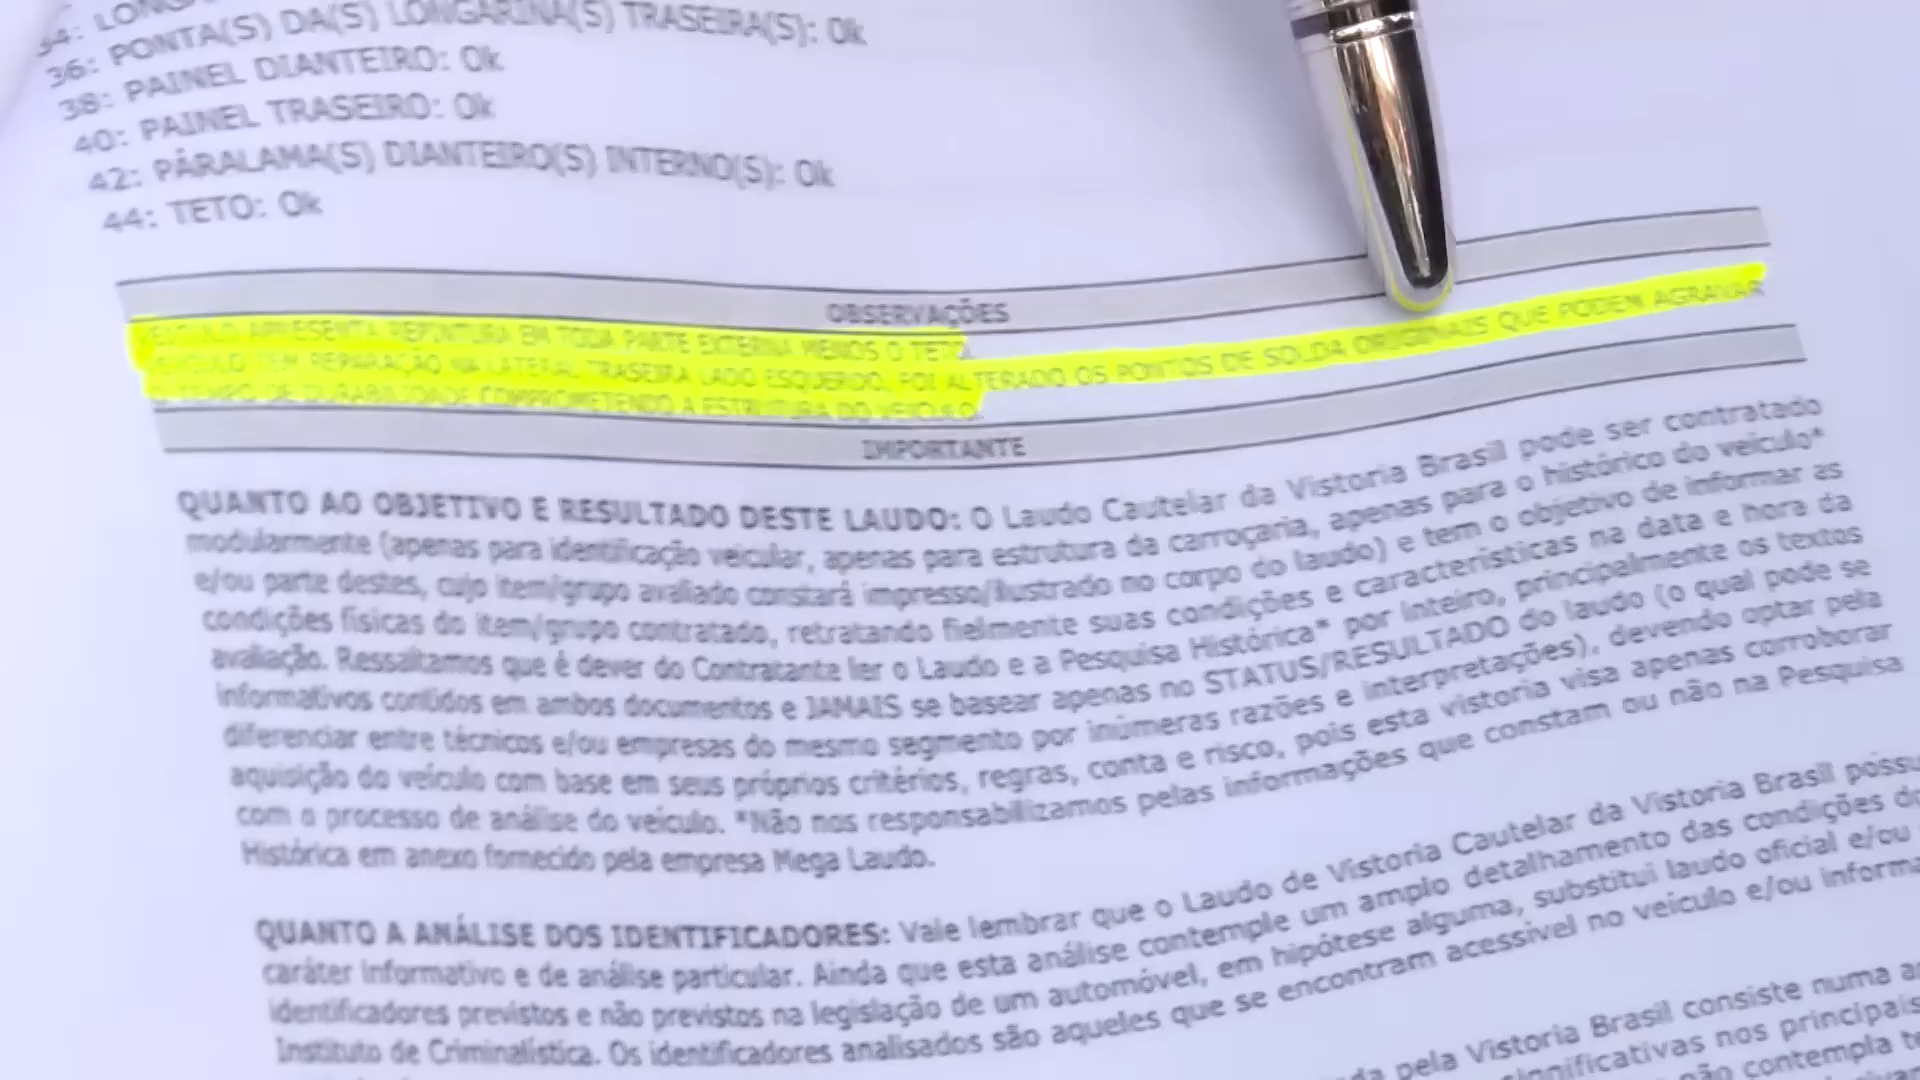 34: LONG
36: PONTA(S) DA(S) LONGARINA(S) TRASEIRA(S): Ok
38: PAINEL DIANTEIRO: Ok
40: PAINEL TRASEIRO: Ok
42: PÁRALAMA(S) DIANTEIRO(S) INTERNO(S): Ok
44: TETO: Ok
OBSERVAÇÕES
VEÍCULO APRESENTA REPINTURA EM TODA PARTE EXTERNA MENOS O TETO.
VEÍCULO TEM REPARAÇÃO NA LATERAL TRASEIRA LADO ESQUERDO, FOI ALTERADO OS PONTOS DE SOLDA ORIGINAIS QUE PODEM AGRAVAR
O TEMPO DE DURABILIDADE COMPROMETENDO A ESTRUTURA DO VEÍCULO.
IMPORTANTE
QUANTO AO OBJETIVO E RESULTADO DESTE LAUDO: O Laudo Cautelar da Vistoria Brasil pode ser contratado
modularmente (apenas para identificação veicular, apenas para estrutura da carroçaria, apenas para o histórico do veículo*
e/ou parte destes, cujo item/grupo avaliado constará impresso/ilustrado no corpo do laudo) e tem o objetivo de informar as
condições físicas do item/grupo contratado, retratando fielmente suas condições e características na data e hora da
avaliação. Ressaltamos que é dever do Contratante ler o Laudo e a Pesquisa Histórica* por inteiro, principalmente os textos
informativos contidos em ambos documentos e JAMAIS se basear apenas no STATUS/RESULTADO do laudo (o qual pode se
diferenciar entre técnicos e/ou empresas do mesmo segmento por inúmeras razões e interpretações), devendo optar pela
aquisição do veículo com base em seus próprios critérios, regras, conta e risco, pois esta vistoria visa apenas corroborar
com o processo de análise do veículo. *Não nos responsabilizamos pelas informações que constam ou não na Pesquisa
Histórica em anexo fornecido pela empresa Mega Laudo.
QUANTO A ANÁLISE DOS IDENTIFICADORES: Vale lembrar que o Laudo de Vistoria Cautelar da Vistoria Brasil possu
caráter informativo e de análise particular. Ainda que esta análise contemple um amplo detalhamento das condições do
identificadores previstos e não previstos na legislação de um automóvel, em hipótese alguma, substitui laudo oficial e/ou
Instituto de Criminalística. Os identificadores analisados são aqueles que se encontram acessível no veículo e/ou informa
da pela Vistoria Brasil consiste numa
significativas nos principais
não contempla